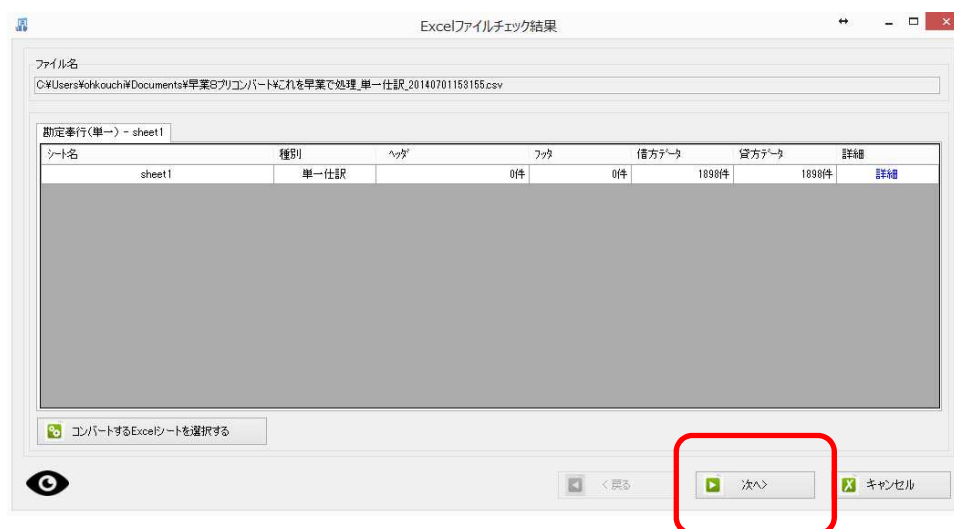 Excelファイルチェック結果
ファイル名
C:¥Users¥ohkouchi¥Documents¥早業8プリコンバート¥これを早業で処理_単一仕訳_20140701153155.csv
勘定奉行(単一) - sheet1
シート名 種別 ヘッダ フッタ 借方データ 貸方データ 詳細
sheet1 単一仕訳 0件 0件 1898件 1898件 詳細
コンバートするExcelシートを選択する
<戻る 次へ> キャンセル